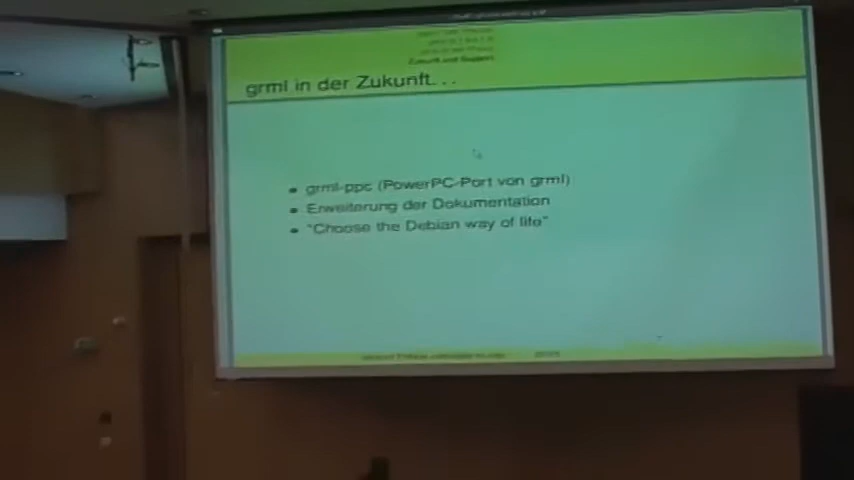 Zukunft und Support
grml in der Zukunft...
grml-ppc (PowerPC-Port von grml)
Erweiterung der Dokumentation
"Choose the Debian way of life"